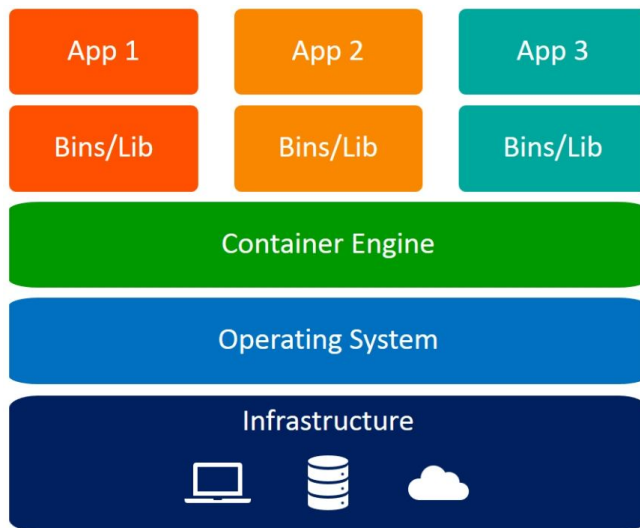 App 1
App 2
App 3
Bins/Lib
Bins/Lib
Bins/Lib
Container Engine
Operating System
Infrastructure